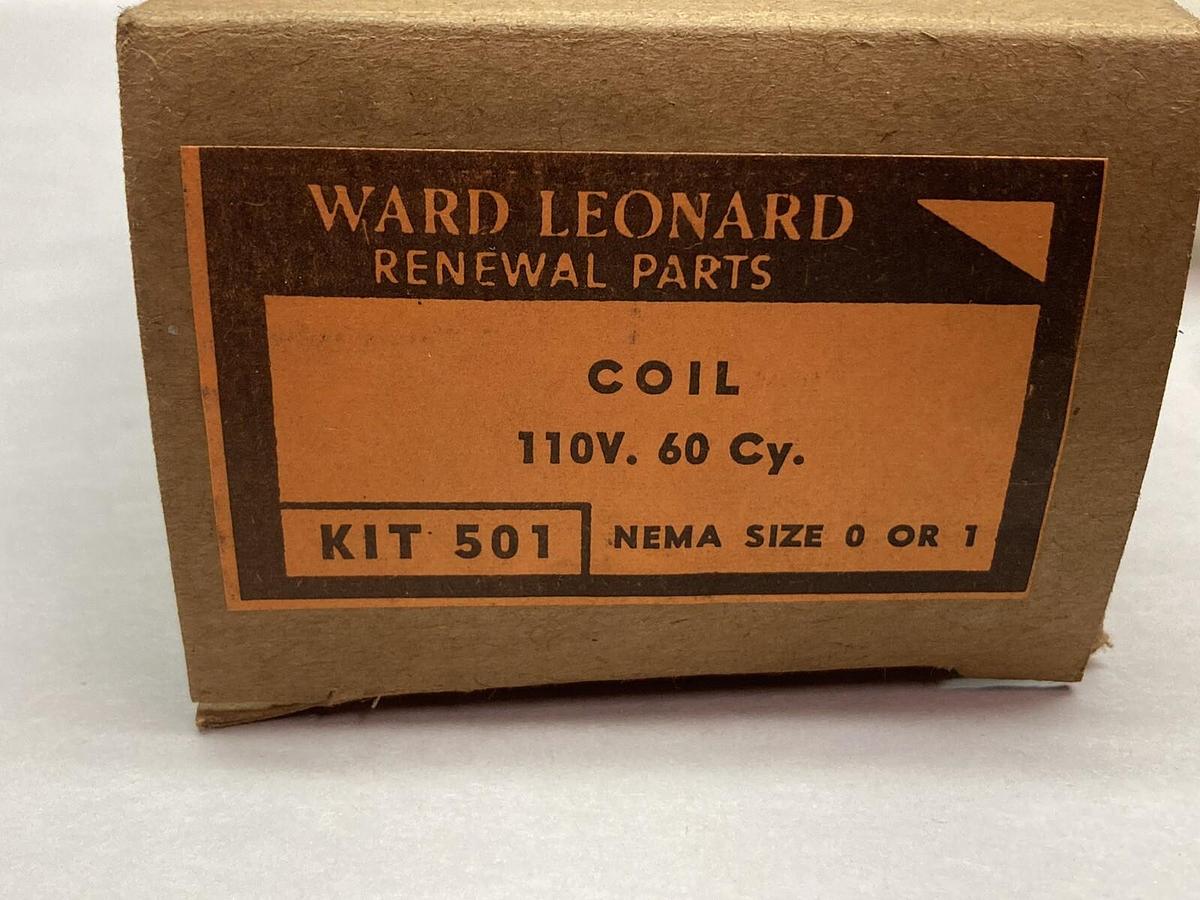 WARD LEONARD
RENEWAL PARTS
COIL
110V. 60 Cy.
KIT 501
NEMA SIZE 0 OR 1